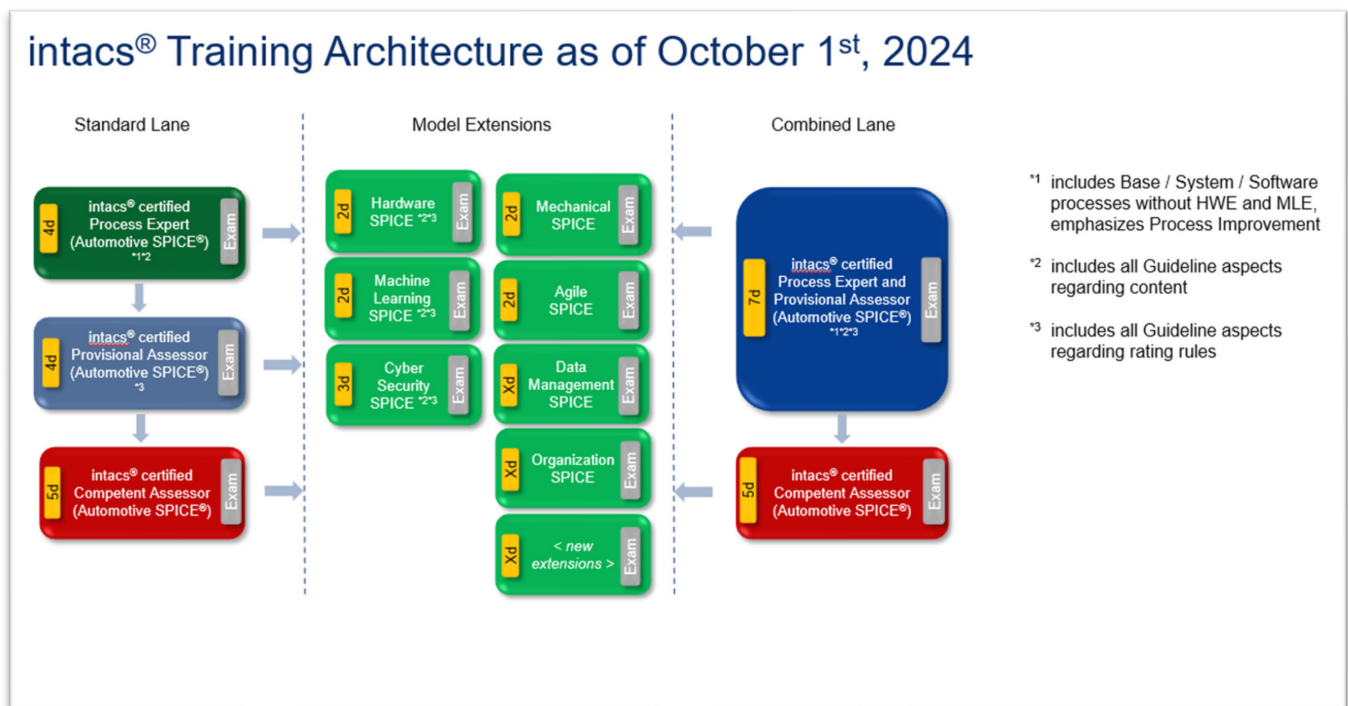 intacs® Training Architecture as of October 1st, 2024
Standard Lane
4d
intacs® certified
Process Expert
(Automotive SPICE®)
*1*2
Exam
4d
intacs® certified
Provisional Assessor
(Automotive SPICE®)
*3
Exam
5d
intacs® certified
Competent Assessor
(Automotive SPICE®)
Exam
Model Extensions
2d
Hardware
SPICE *2*3
Exam
2d
Machine
Learning
SPICE *2*3
Exam
3d
Cyber
Security
SPICE *2*3
Exam
2d
Mechanical
SPICE
Exam
2d
Agile
SPICE
Exam
Xd
Data
Management
SPICE
Exam
Xd
Organization
SPICE
Exam
Xd
< new
extensions >
Exam
Combined Lane
7d
intacs® certified
Process Expert and
Provisional Assessor
(Automotive SPICE®)
*1*2*3
Exam
5d
intacs® certified
Competent Assessor
(Automotive SPICE®)
Exam
*1 includes Base / System / Software
processes without HWE and MLE,
emphasizes Process Improvement
*2 includes all Guideline aspects
regarding content
*3 includes all Guideline aspects
regarding rating rules